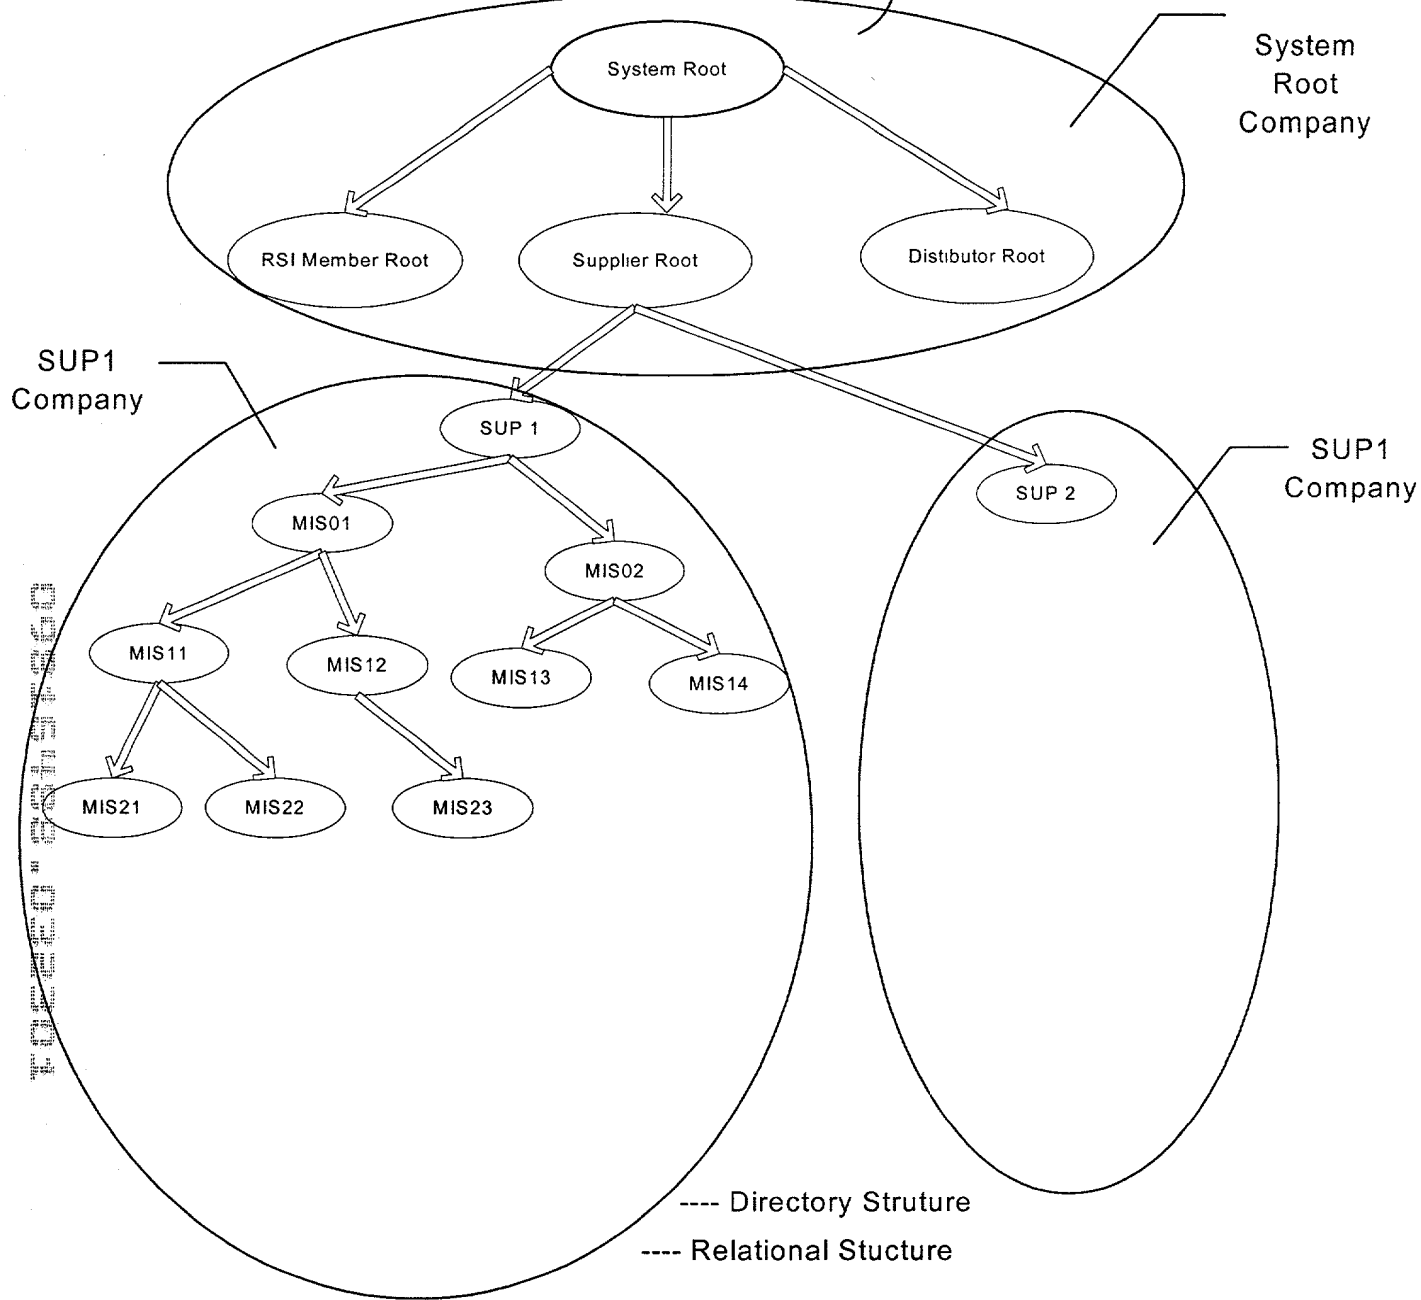 System Root
System
Root
Company
RSI Member Root
Supplier Root
Distibutor Root
SUP1
Company
SUP 1
SUP1
Company
SUP 2
MIS01
MIS02
MIS11
MIS12
MIS13
MIS14
MIS21
MIS22
MIS23
---- Directory Struture
---- Relational Stucture